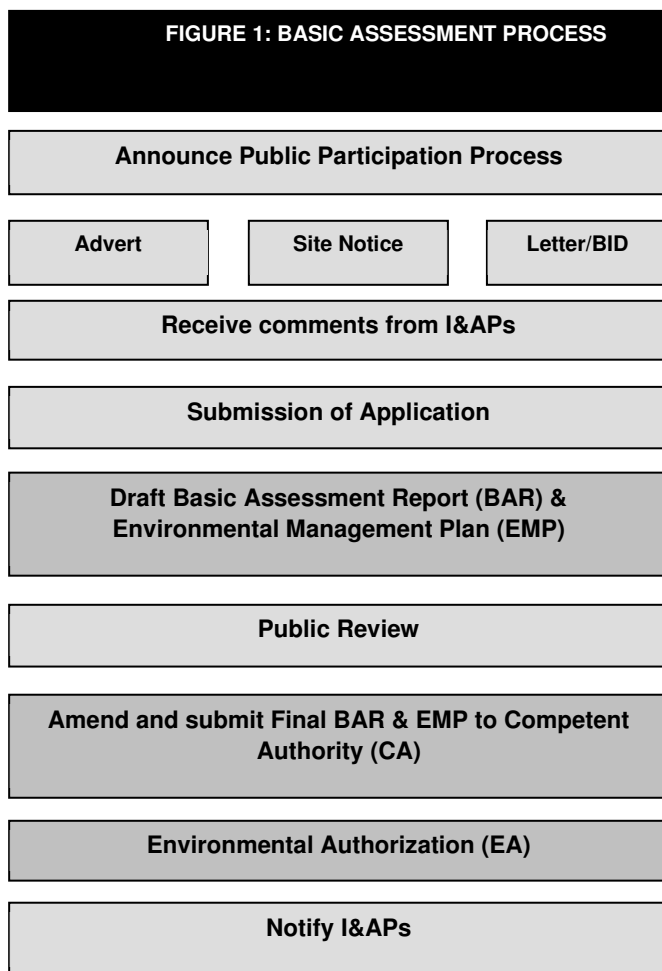 FIGURE 1: BASIC ASSESSMENT PROCESS
Announce Public Participation Process
Advert
Site Notice
Letter/BID
Receive comments from I&APs
Submission of Application
Draft Basic Assessment Report (BAR) &
Environmental Management Plan (EMP)
Public Review
Amend and submit Final BAR & EMP to Competent
Authority (CA)
Environmental Authorization (EA)
Notify I&APs